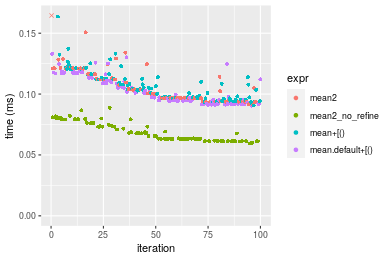 0.15
0.10
0.05
0.00
time (ms)
0
25
50
75
100
iteration
expr
mean2
mean2_no_refine
mean+[()
mean.default+[()